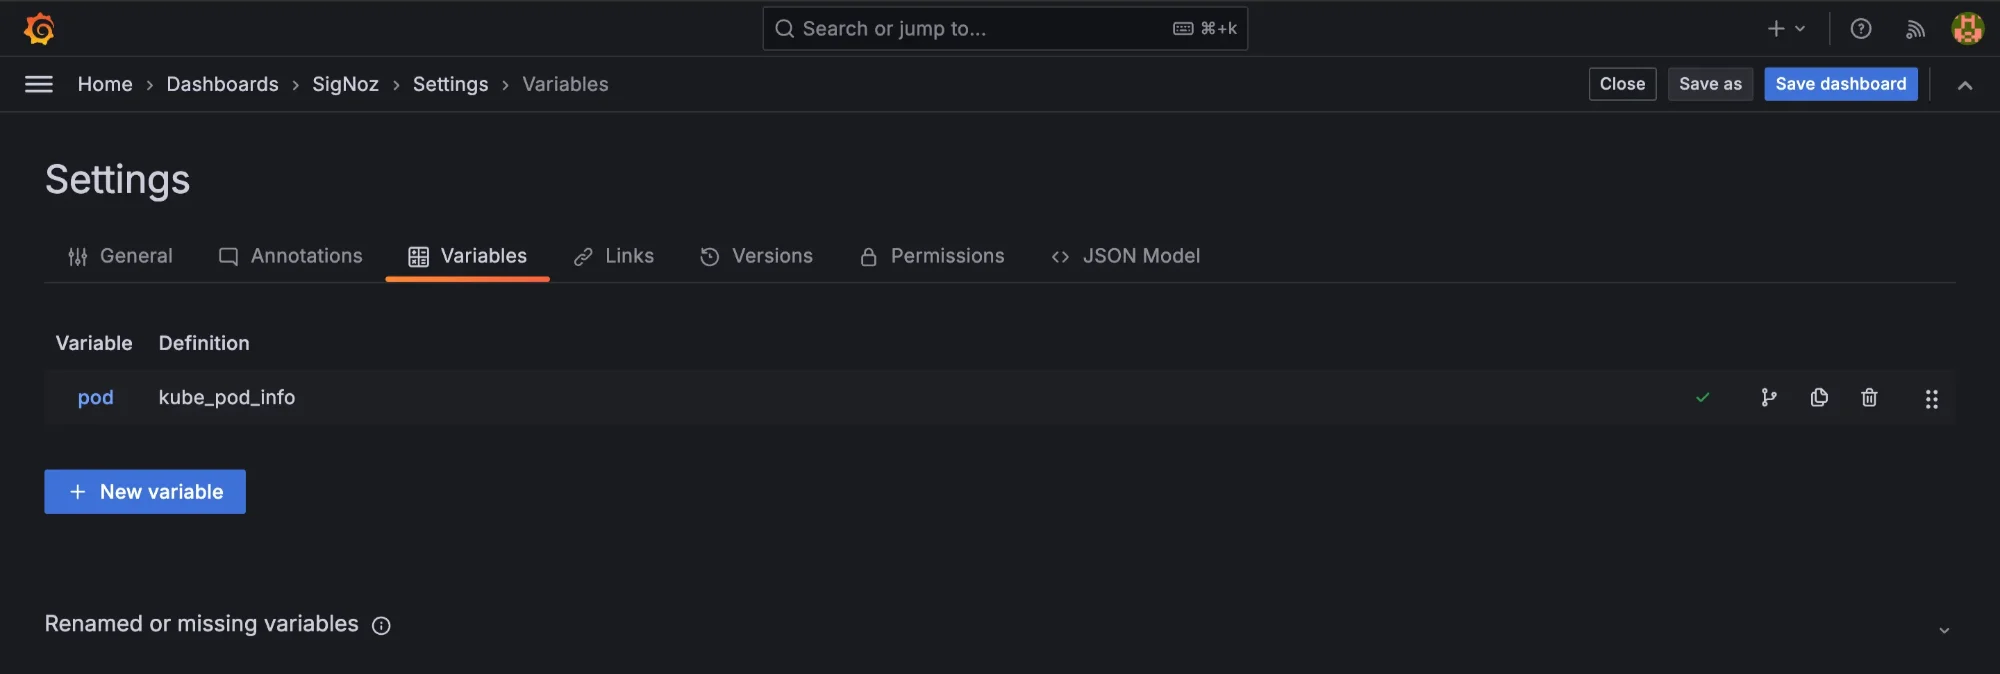 Search or jump to... ⌘+k
Home › Dashboards › SigNoz › Settings › Variables Close Save as Save dashboard
Settings
General Annotations Variables Links Versions Permissions JSON Model
Variable Definition
pod kube_pod_info
+ New variable
Renamed or missing variables